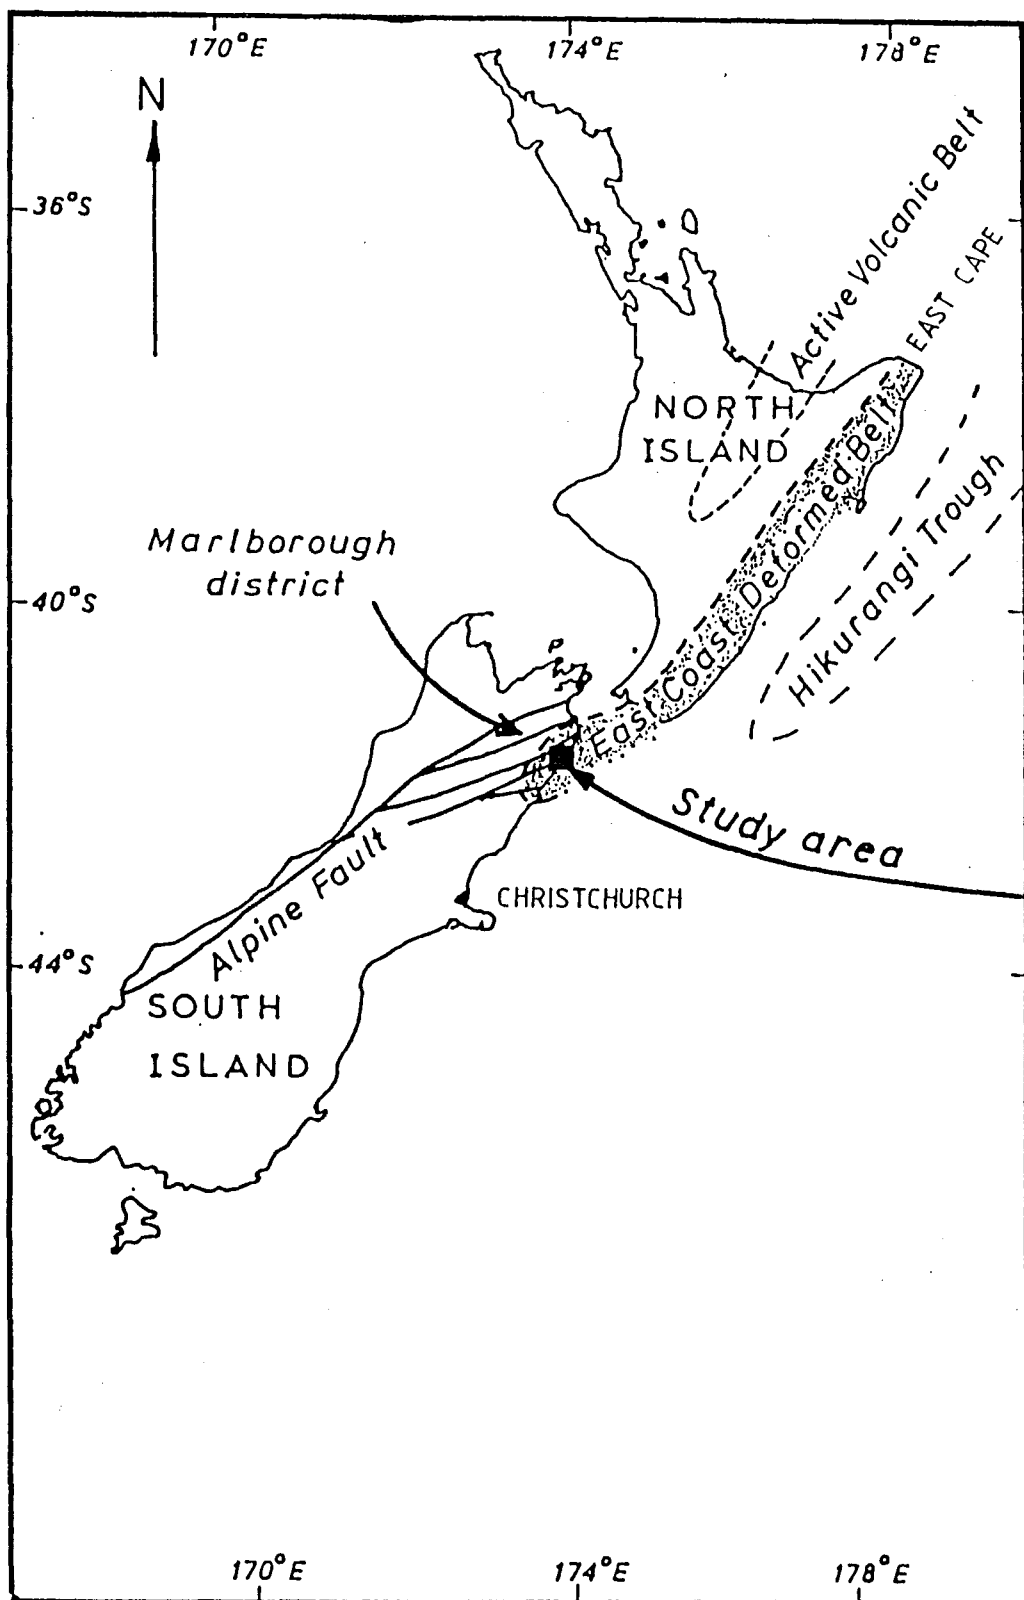 170°E
174°E
178°E
N
36°S
Active Volcanic Belt
EAST CAPE
NORTH
ISLAND
East Coast Deformed Belt
Hikurangi Trough
Marlborough
district
40°S
Study area
Alpine Fault
CHRISTCHURCH
44°S
SOUTH
ISLAND
170°E
174°E
178°E